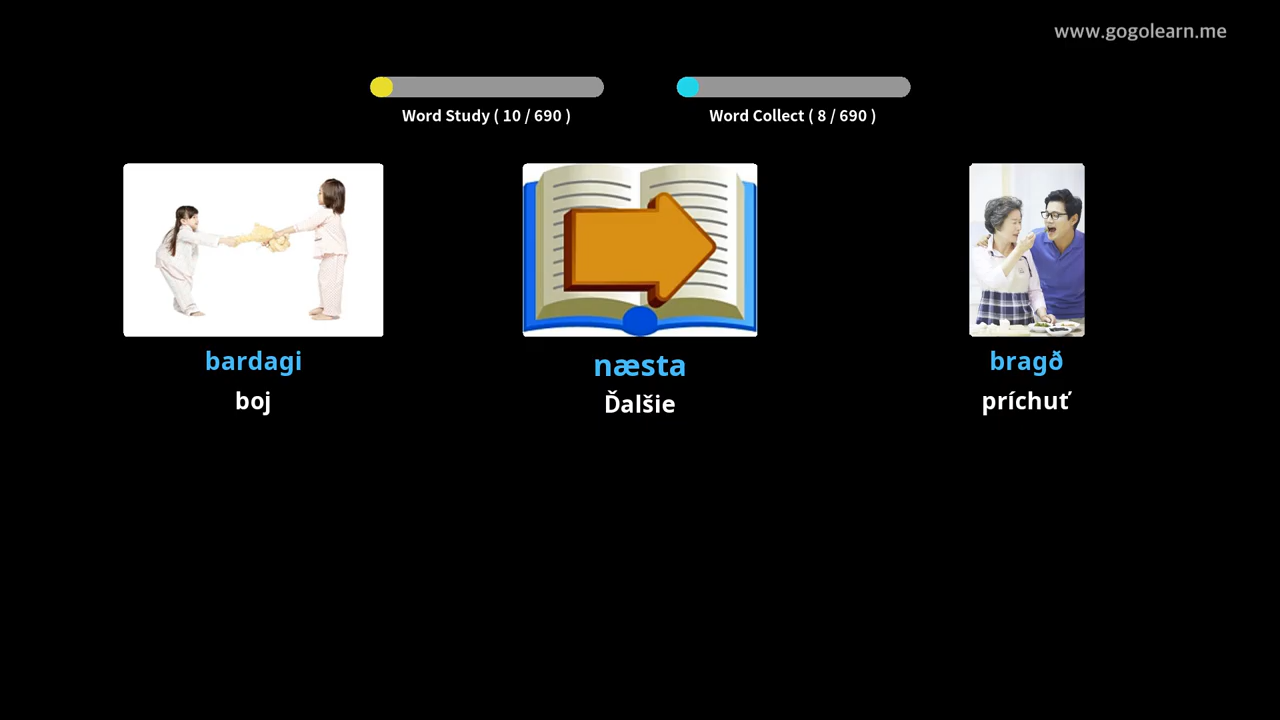 www.gogolearn.me
Word Study ( 10 / 690 )
Word Collect ( 8 / 690 )
bardagi
boj
næsta
Ďalšie
bragð
príchuť